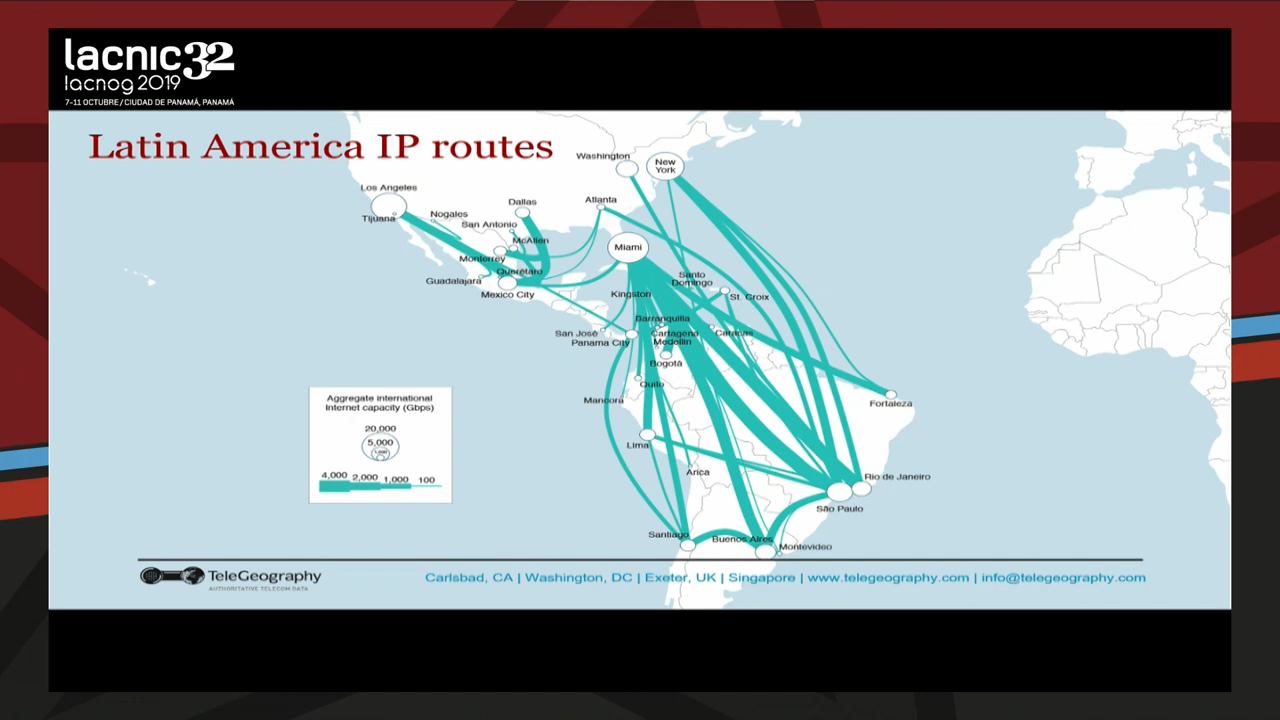 lacnic32
lacnog 2019
7-11 OCTUBRE / CIUDAD DE PANAMÁ, PANAMÁ
Latin America IP routes
Washington
New
York
Los Angeles
Tijuana
Nogales
Dallas
San Antonio
Atlanta
McAllen
Monterrey
Miami
Querétaro
Guadalajara
Mexico City
Santo
Domingo
Kingston
St. Croix
Barranquilla
San José
Cartagena
Caracas
Panama City
Medellín
Bogotá
Quito
Mancora
Fortaleza
Lima
Arica
Rio de Janeiro
São Paulo
Santiago
Buenos Aires
Montevideo
Aggregate international
Internet capacity (Gbps)
20,000
5,000
4,000 2,000 1,000 100
TeleGeography
AUTHORITATIVE TELECOM DATA
Carlsbad, CA | Washington, DC | Exeter, UK | Singapore | www.telegeography.com | info@telegeography.com